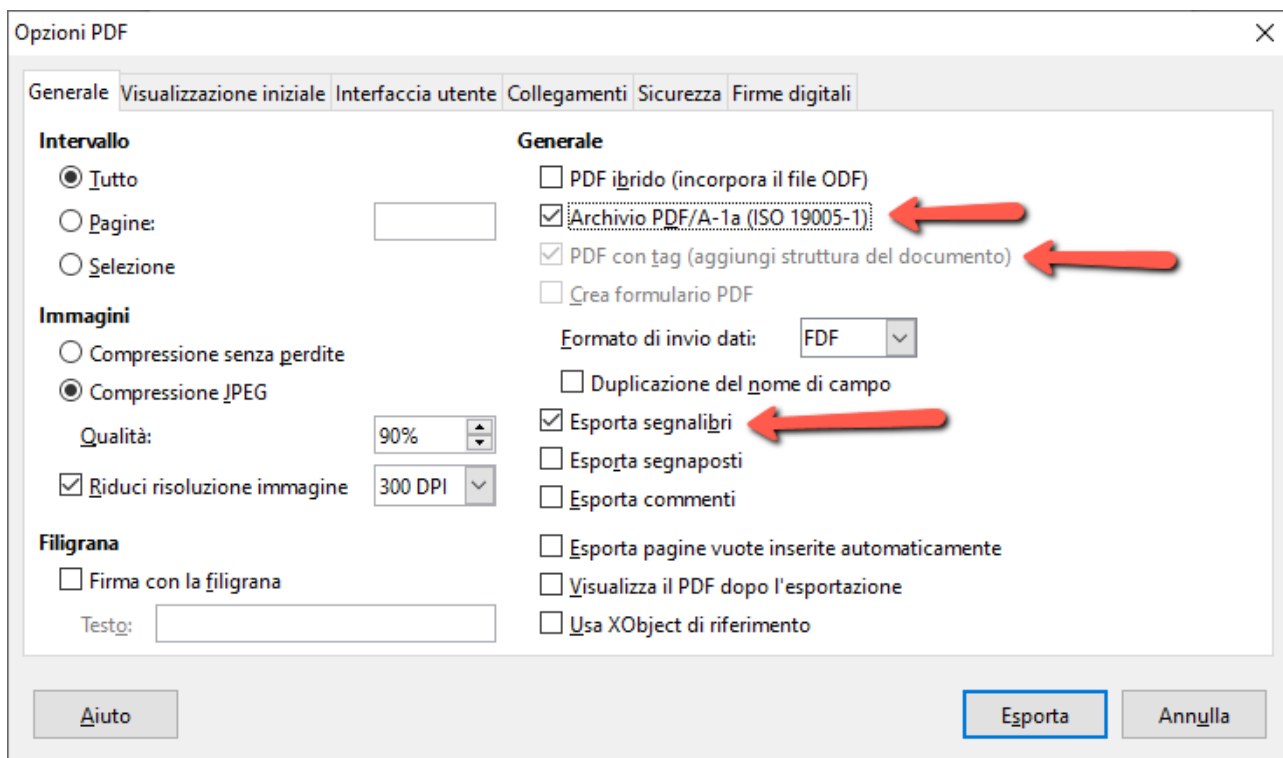 Opzioni PDF
Generale Visualizzazione iniziale Interfaccia utente Collegamenti Sicurezza Firme digitali
Intervallo
Tutto
Pagine:
Selezione
Immagini
Compressione senza perdite
Compressione JPEG
Qualità: 90%
Riduci risoluzione immagine 300 DPI
Filigrana
Firma con la filigrana
Testo:
Generale
PDF ibrido (incorpora il file ODF)
Archivio PDF/A-1a (ISO 19005-1)
PDF con tag (aggiungi struttura del documento)
Crea formulario PDF
Formato di invio dati: FDF
Duplicazione del nome di campo
Esporta segnalibri
Esporta segnaposti
Esporta commenti
Esporta pagine vuote inserite automaticamente
Visualizza il PDF dopo l'esportazione
Usa XObject di riferimento
Aiuto Esporta Annulla